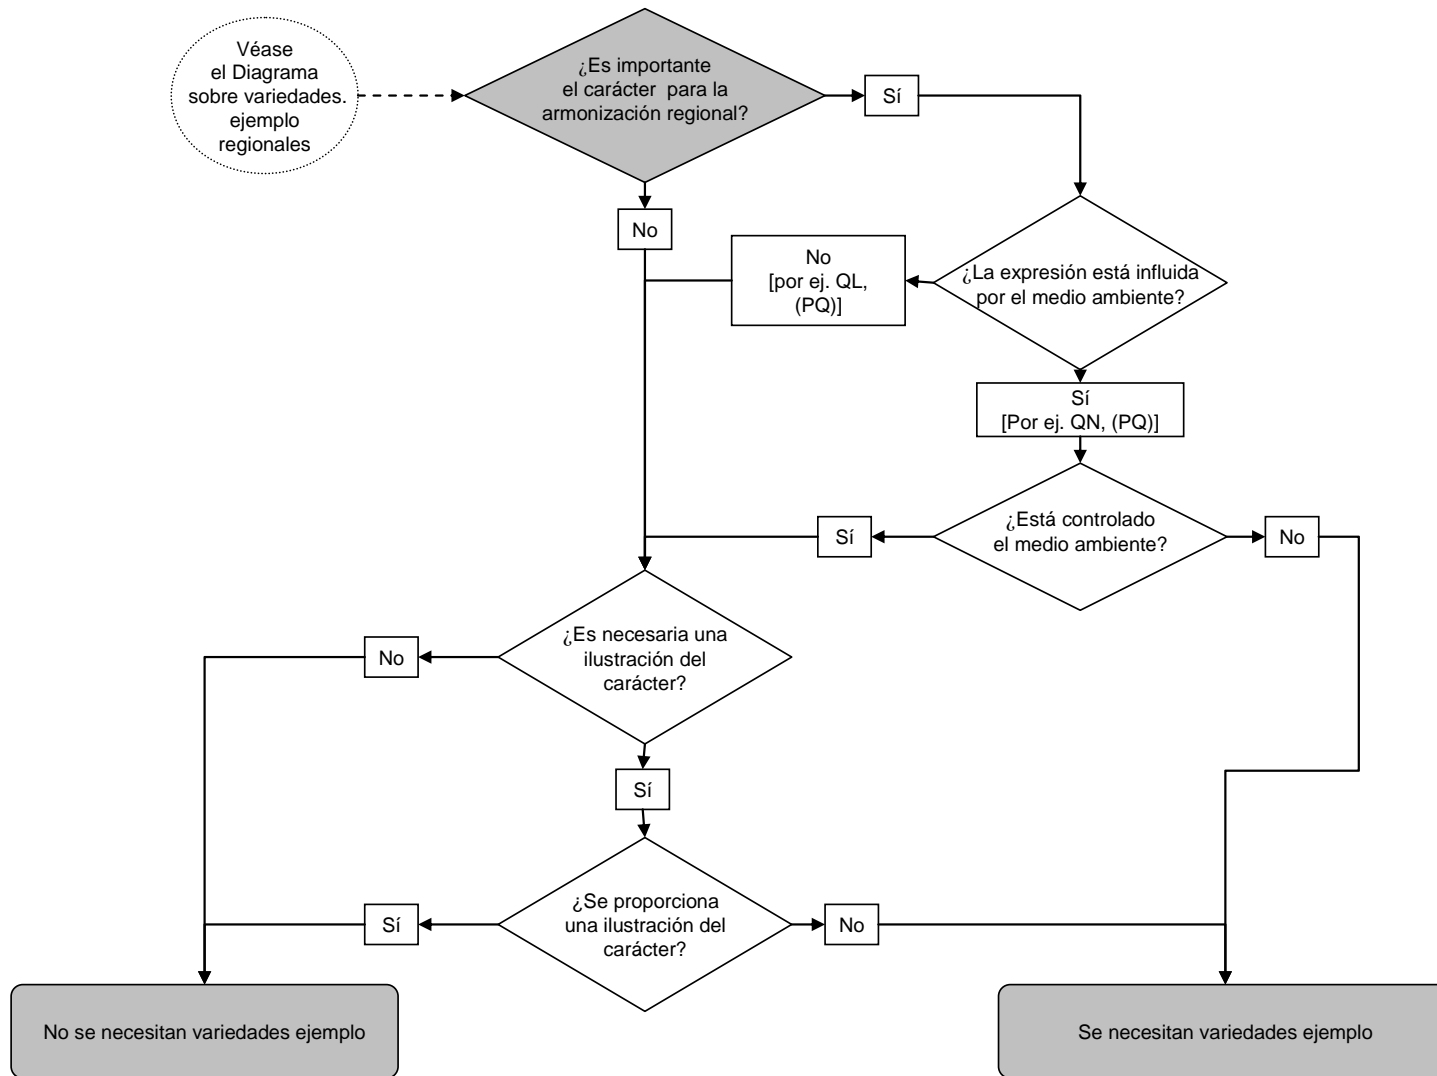 Véase
el Diagrama
sobre variedades.
ejemplo
regionales
¿Es importante
el carácter para la
armonización regional?
Sí
No
No
[por ej. QL,
(PQ)]
¿La expresión está influida
por el medio ambiente?
Sí
[Por ej. QN, (PQ)]
Sí
¿Está controlado
el medio ambiente?
No
No
¿Es necesaria una
ilustración del
carácter?
Sí
Sí
¿Se proporciona
una ilustración del
carácter?
No
No se necesitan variedades ejemplo
Se necesitan variedades ejemplo